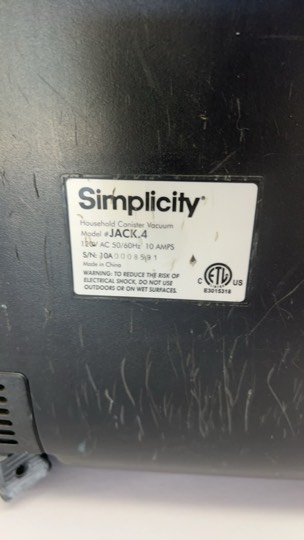 Simplicity
Household Canister Vacuum
Model # JACK.4
120V AC 50/60Hz 10 AMPS
S/N:
Made in China
WARNING: TO REDUCE THE RISK OF
ELECTRICAL SHOCK, DO NOT USE
OUTDOORS OR ON WET SURFACES.
C ETL US